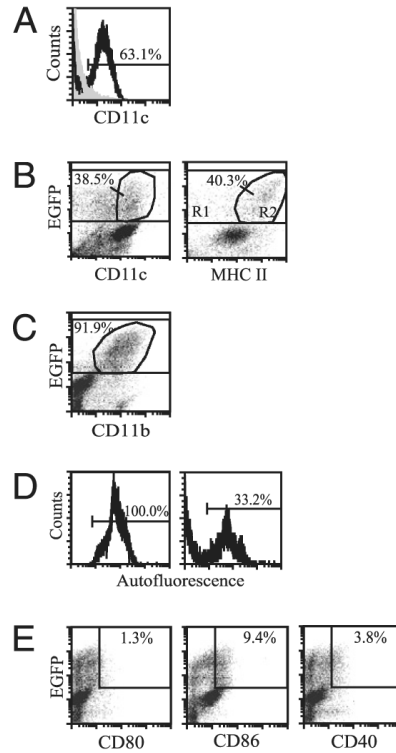 A
Counts
63.1%
CD11c
B
EGFP
38.5%
CD11c
40.3%
R1
R2
MHC II
C
EGFP
91.9%
CD11b
D
Counts
100.0%
33.2%
Autofluorescence
E
EGFP
1.3%
CD80
9.4%
CD86
3.8%
CD40